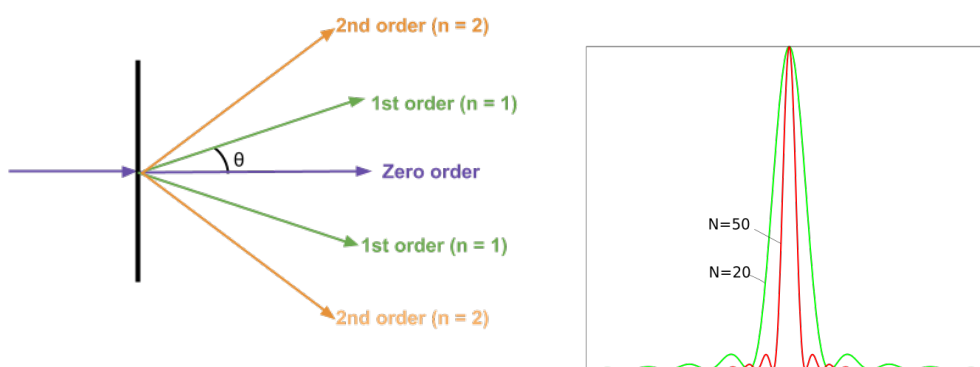 2nd order (n = 2)
1st order (n = 1)
θ
Zero order
1st order (n = 1)
2nd order (n = 2)
N=50
N=20